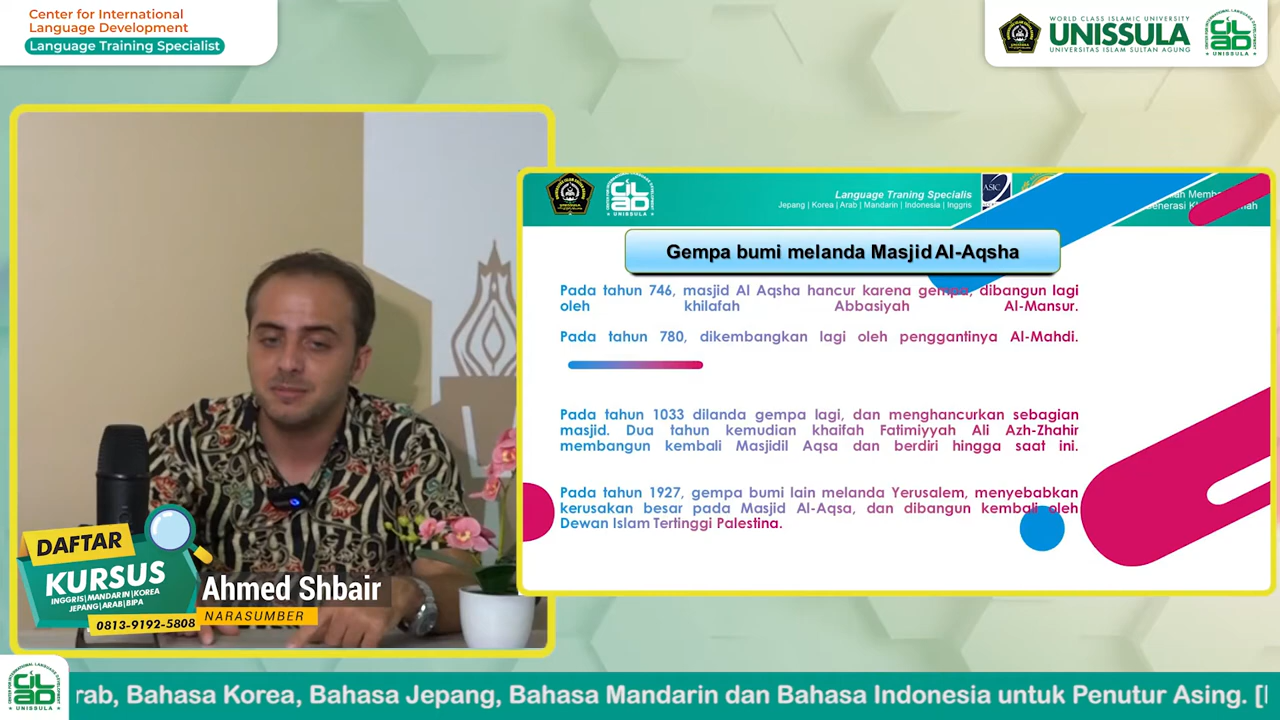 Center for International
Language Development
Language Training Specialist
WORLD CLASS ISLAMIC UNIVERSITY
UNISSULA
UNIVERSITAS ISLAM SULTAN AGUNG
CILAD
UNISSULA
CILAD
UNISSULA
Language Traning Specialis
Jepang | Korea | Arab | Mandarin | Indonesia | Inggris
ASIC
Gempa bumi melanda Masjid Al-Aqsha
Pada tahun 746, masjid Al Aqsha hancur karena gempa, dibangun lagi
oleh khilafah Abbasiyah Al-Mansur.
Pada tahun 780, dikembangkan lagi oleh penggantinya Al-Mahdi.
Pada tahun 1033 dilanda gempa lagi, dan menghancurkan sebagian
masjid. Dua tahun kemudian khaifah Fatimiyyah Ali Azh-Zhahir
membangun kembali Masjidil Aqsa dan berdiri hingga saat ini.
Pada tahun 1927, gempa bumi lain melanda Yerusalem, menyebabkan
kerusakan besar pada Masjid Al-Aqsa, dan dibangun kembali oleh
Dewan Islam Tertinggi Palestina.
DAFTAR
KURSUS
INGGRIS|MANDARIN|KOREA
JEPANG|ARAB|BIPA
0813-9192-5808
Ahmed Shbair
NARASUMBER
CILAD
UNISSULA
rab, Bahasa Korea, Bahasa Jepang, Bahasa Mandarin dan Bahasa Indonesia untuk Penutur Asing. [